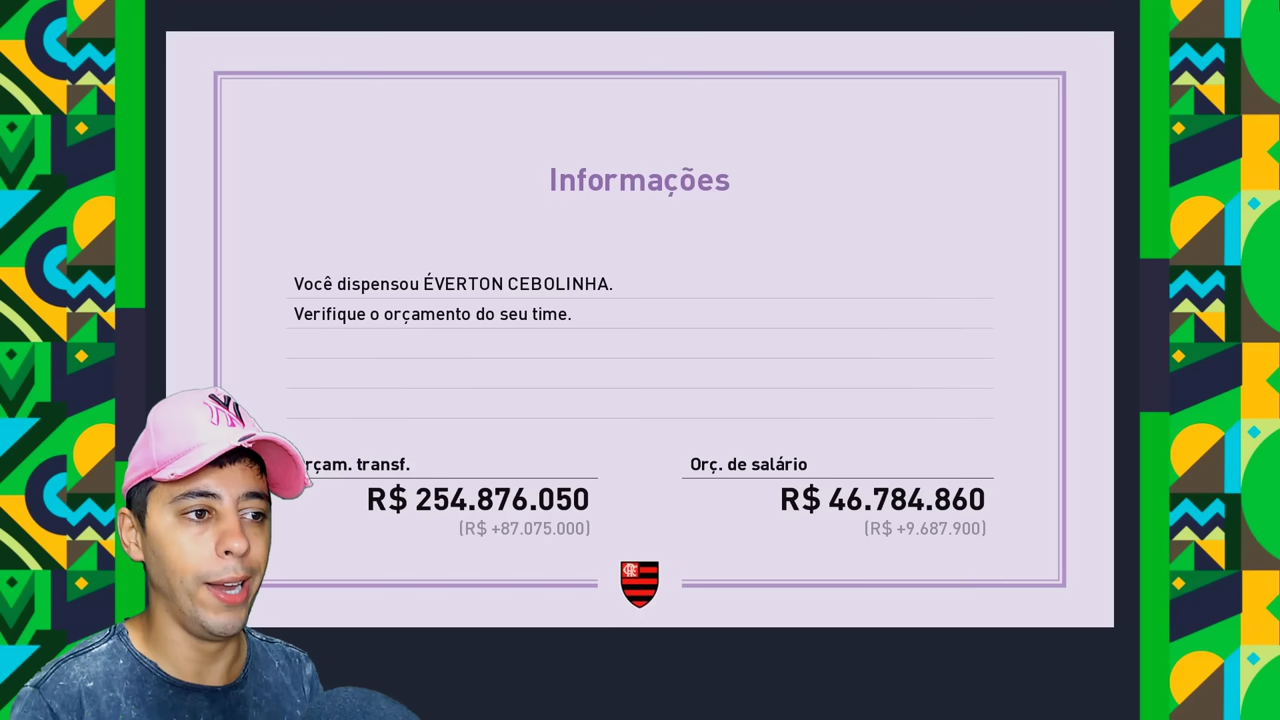 Informações
Você dispensou ÉVERTON CEBOLINHA.
Verifique o orçamento do seu time.
transf.
R$ 254.876.050
(R$ +87.075.000)
Orç. de salário
R$ 46.784.860
(R$ +9.687.900)